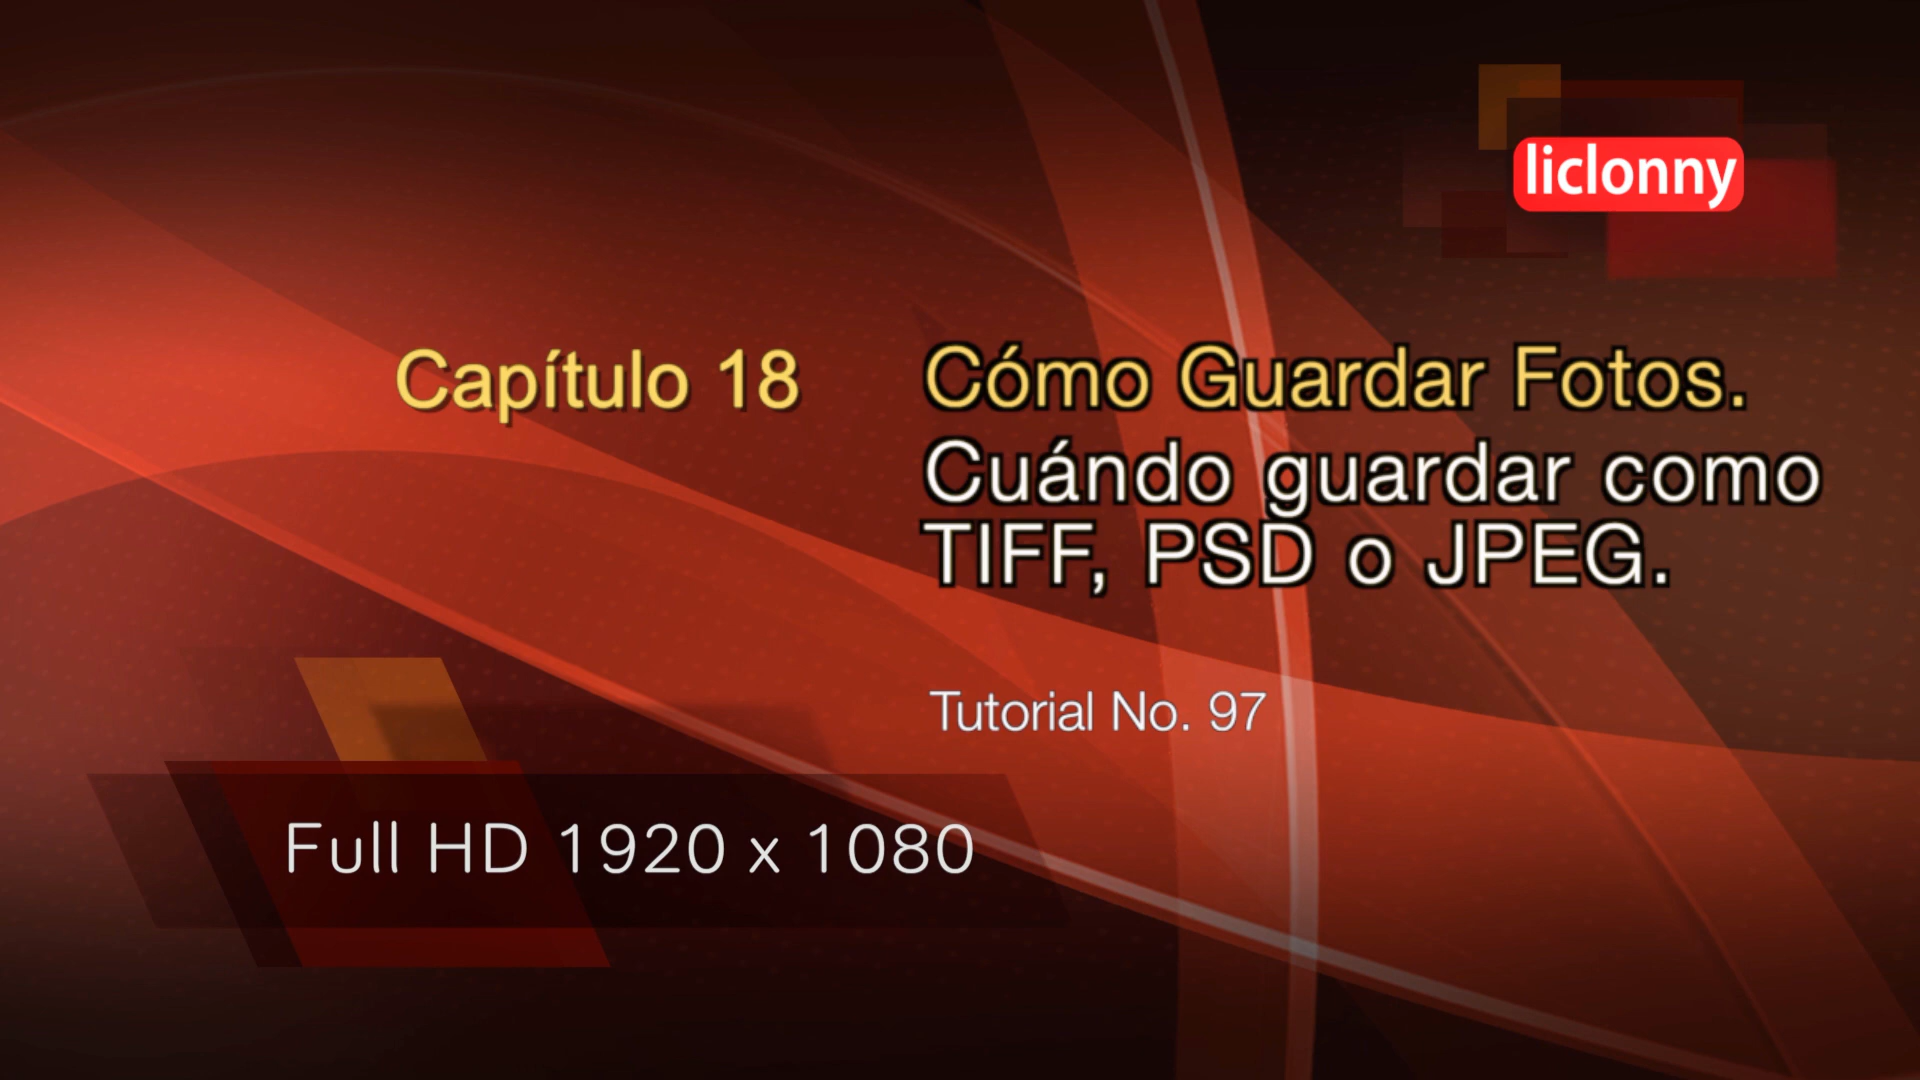 liclonny
Capítulo 18
Cómo Guardar Fotos.
Cuándo guardar como
TIFF, PSD o JPEG.
Tutorial No. 97
Full HD 1920 x 1080